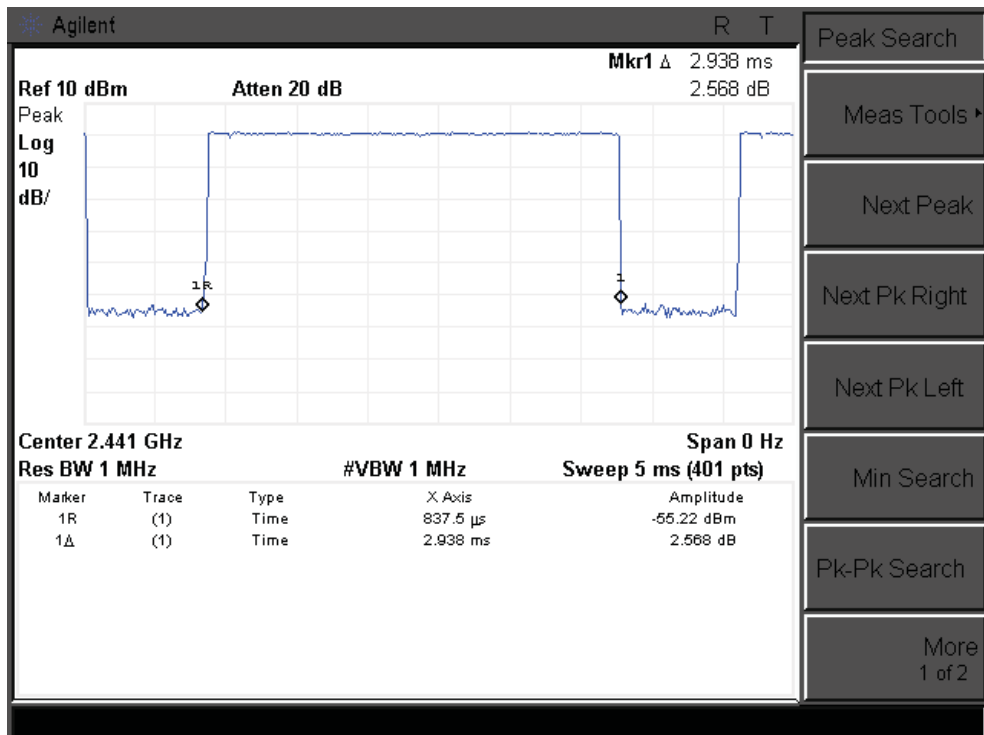 Agilent R T
Mkr1 Δ 2.938 ms
Ref 10 dBm Atten 20 dB 2.568 dB
Peak
Log
10
dB/
1R
1
Center 2.441 GHz Span 0 Hz
Res BW 1 MHz #VBW 1 MHz Sweep 5 ms (401 pts)
Marker Trace Type X Axis Amplitude
1R (1) Time 837.5 µs -55.22 dBm
1Δ (1) Time 2.938 ms 2.568 dB
Peak Search
Meas Tools
Next Peak
Next Pk Right
Next Pk Left
Min Search
Pk-Pk Search
More
1 of 2